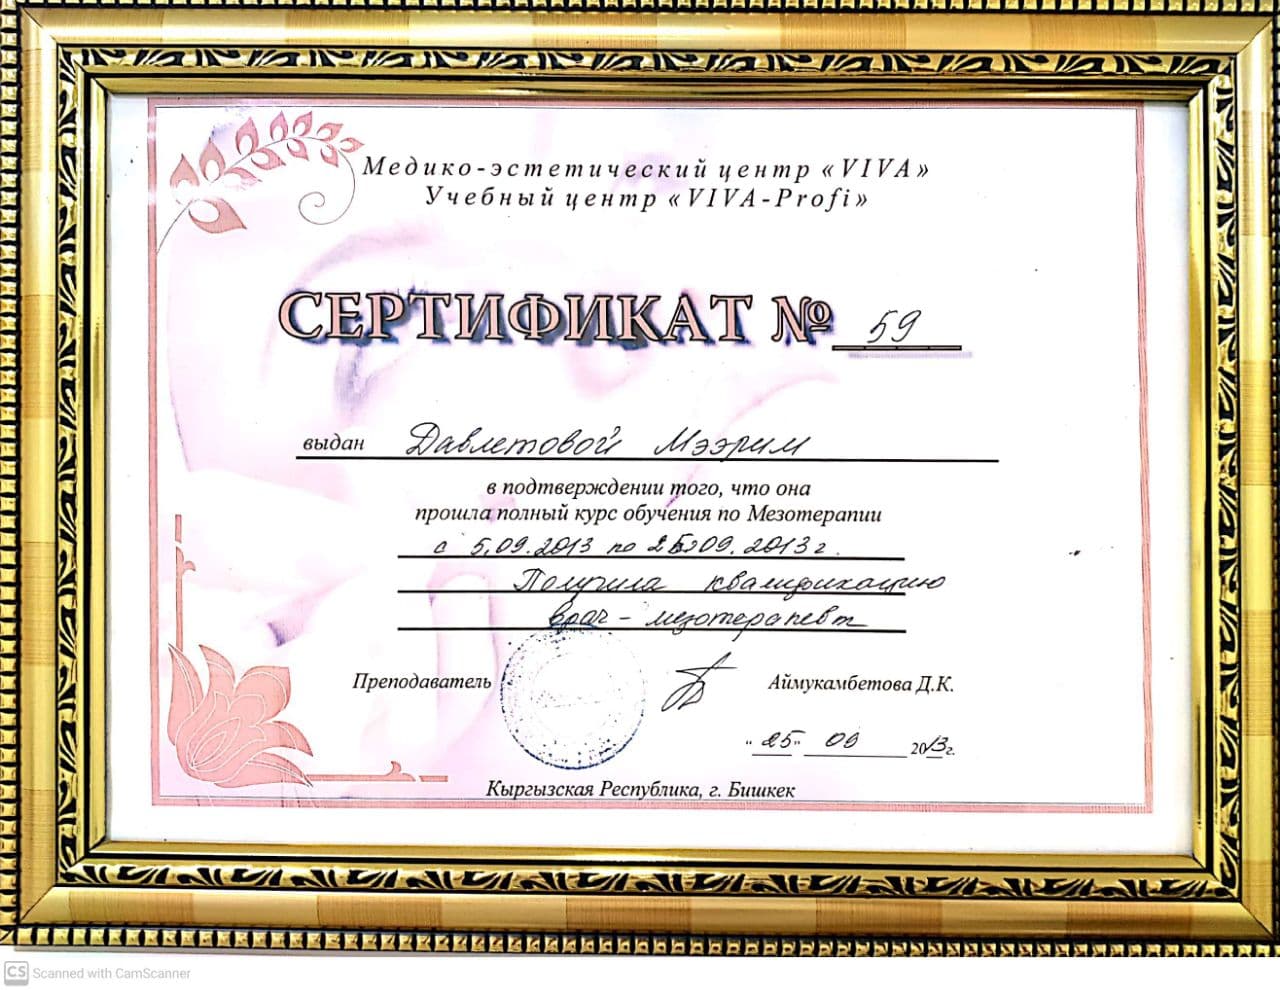 Медико-эстетический центр «VIVA»
Учебный центр «VIVA-Profi»
СЕРТИФИКАТ № 59
выдан Давлетовой Мээрим
в подтверждении того, что она
прошла полный курс обучения по Мезотерапии
с 5.09.2013 по 25.09.2013 г.
Получила квалификацию
врач - мезотерапевт
Преподаватель Аймукамбетова Д.К.
"25" 09 2013г.
Кыргызская Республика, г. Бишкек
CS Scanned with CamScanner